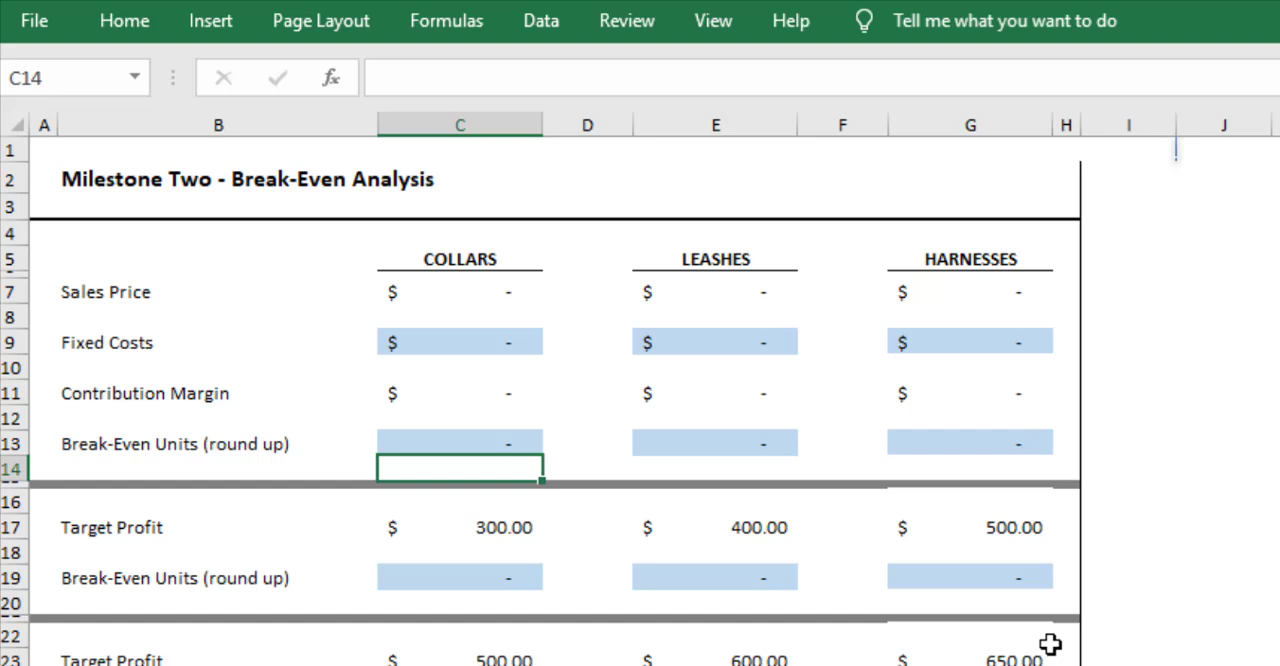 File Home Insert Page Layout Formulas Data Review View Help Tell me what you want to do
C14 fx
A B C D E F G H I J
1
2 Milestone Two - Break-Even Analysis
3
4
5 COLLARS LEASHES HARNESSES
7 Sales Price $ - $ - $ -
8
9 Fixed Costs $ - $ - $ -
10
11 Contribution Margin $ - $ - $ -
12
13 Break-Even Units (round up) - - -
14
16
17 Target Profit $ 300.00 $ 400.00 $ 500.00
18
19 Break-Even Units (round up) - - -
20
22
23 Target Profit $ 500.00 $ 600.00 $ 650.00